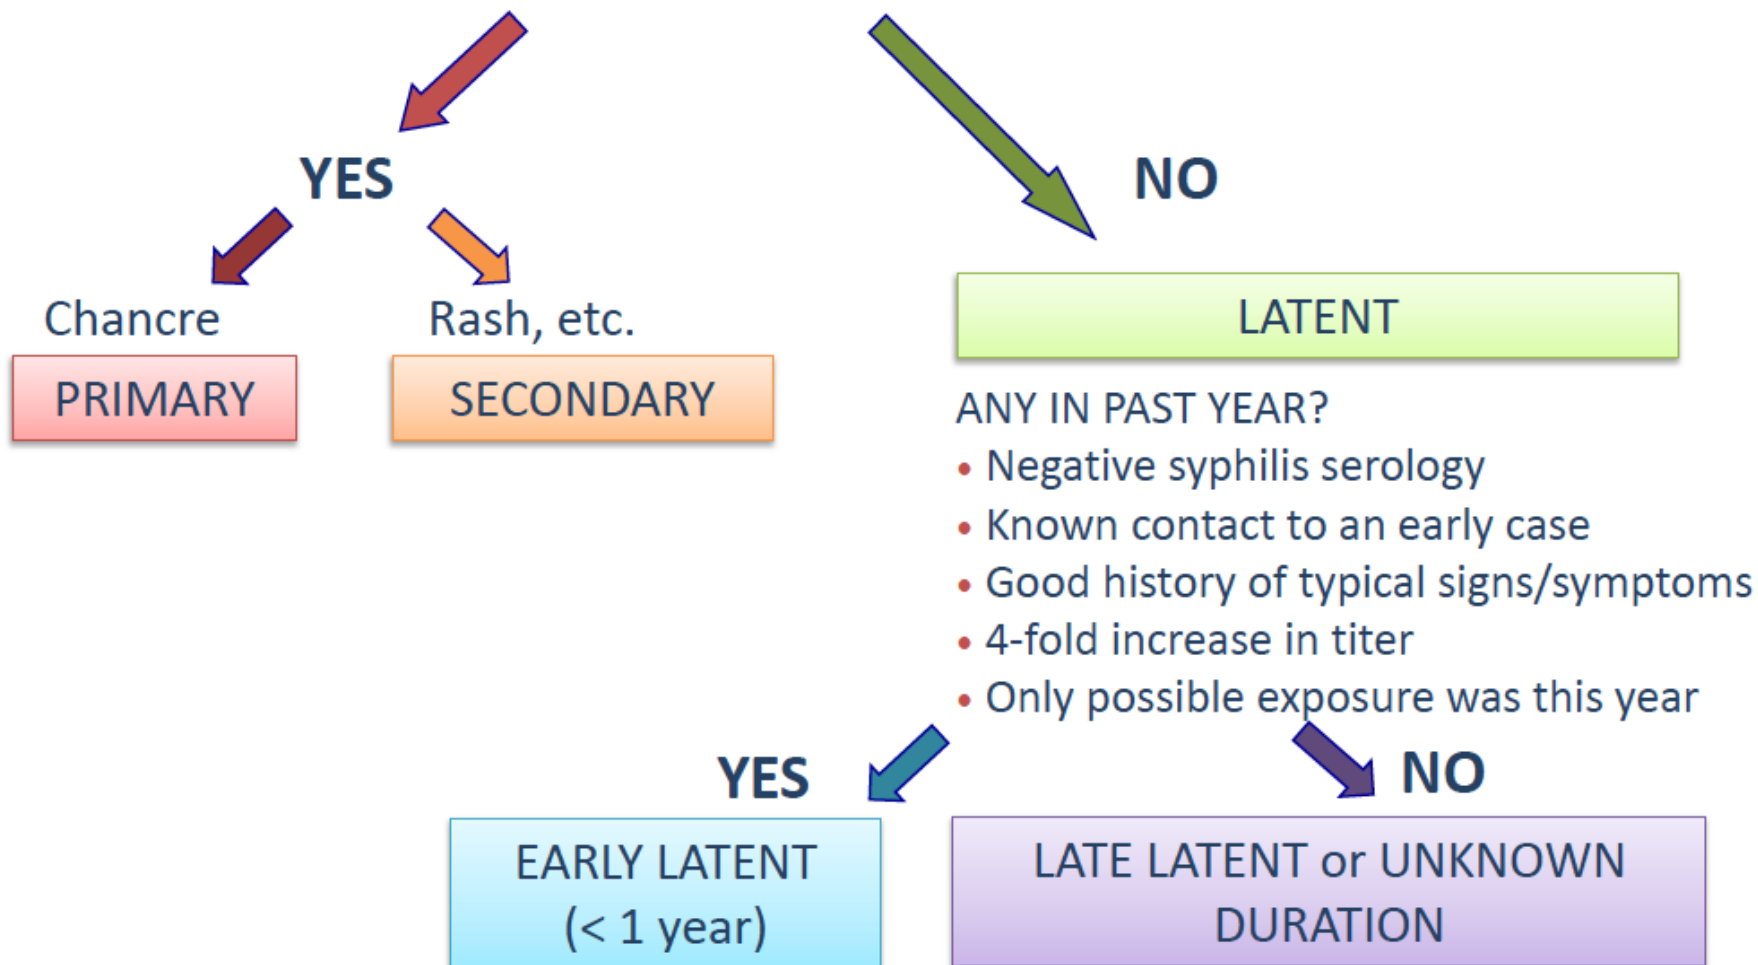 YES
NO
Chancre
Rash, etc.
PRIMARY
SECONDARY
LATENT
ANY IN PAST YEAR?
• Negative syphilis serology
• Known contact to an early case
• Good history of typical signs/symptoms
• 4-fold increase in titer
• Only possible exposure was this year
YES
NO
EARLY LATENT
(< 1 year)
LATE LATENT or UNKNOWN
DURATION